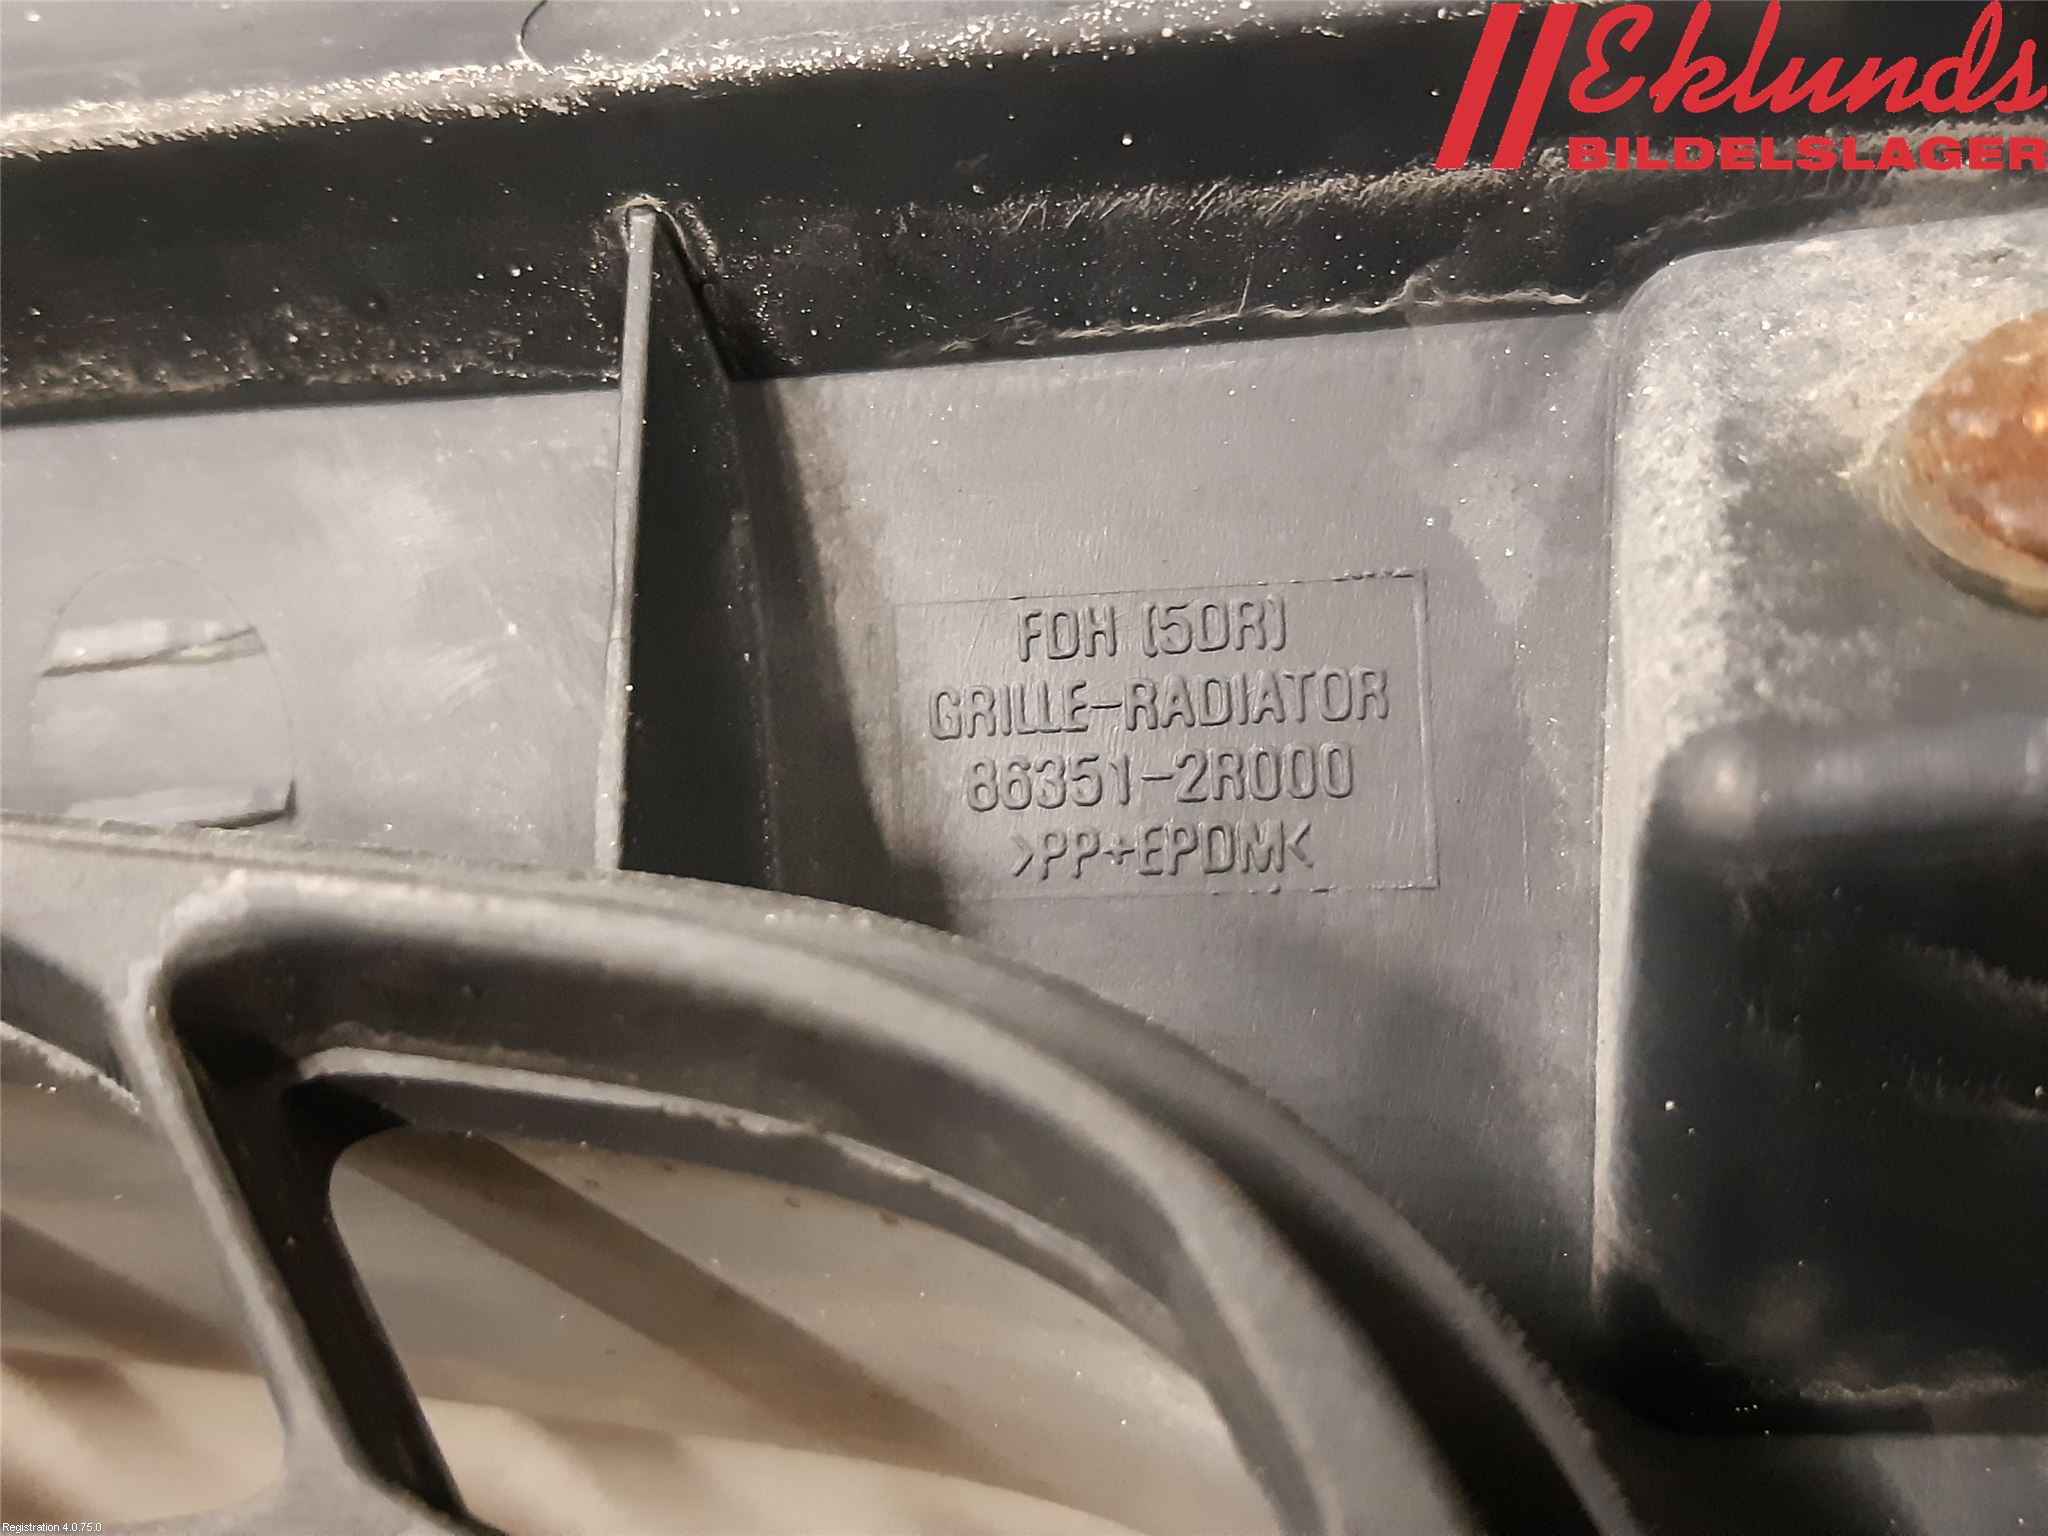 Eklunds
BILDELSLAGER
FDH (5DR)
GRILLE-RADIATOR
86351-2R000
>PP+EPDM<
Registration 4.0.75.0